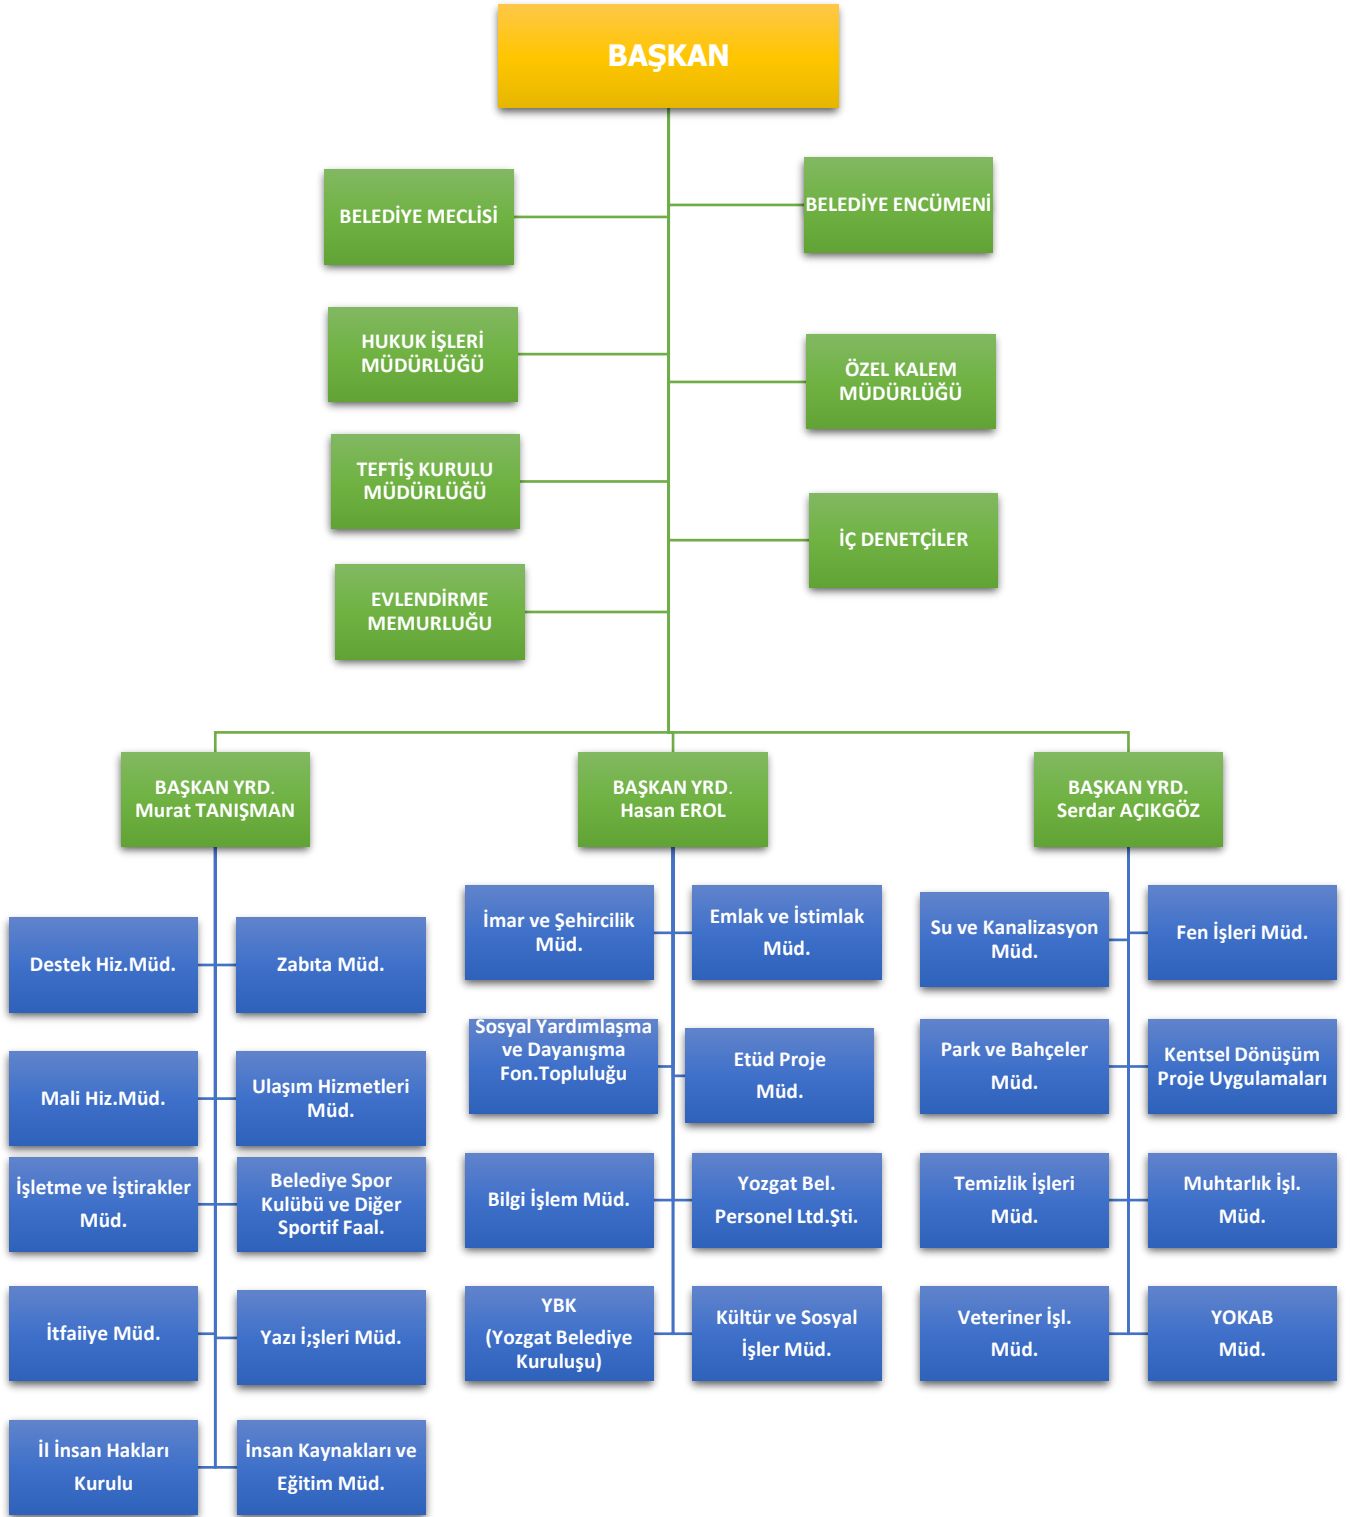 BAŞKAN
BELEDİYE MECLİSİ
BELEDİYE ENCÜMENİ
HUKUK İŞLERİ
MÜDÜRLÜĞÜ
ÖZEL KALEM
MÜDÜRLÜĞÜ
TEFTİŞ KURULU
MÜDÜRLÜĞÜ
İÇ DENETÇİLER
EVLENDİRME
MEMURLUĞU
BAŞKAN YRD.
Murat TANIŞMAN
BAŞKAN YRD.
Hasan EROL
BAŞKAN YRD.
Serdar AÇIKGÖZ
Destek Hiz.Müd.
Zabıta Müd.
Mali Hiz.Müd.
Ulaşım Hizmetleri
Müd.
İşletme ve İştirakler
Müd.
Belediye Spor
Kulübü ve Diğer
Sportif Faal.
İtfaiiye Müd.
Yazı İ;şleri Müd.
İl İnsan Hakları
Kurulu
İnsan Kaynakları ve
Eğitim Müd.
İmar ve Şehircilik
Müd.
Emlak ve İstimlak
Müd.
Sosyal Yardımlaşma
ve Dayanışma
Fon.Topluluğu
Etüd Proje
Müd.
Bilgi İşlem Müd.
Yozgat Bel.
Personel Ltd.Şti.
YBK
(Yozgat Belediye
Kuruluşu)
Kültür ve Sosyal
İşler Müd.
Su ve Kanalizasyon
Müd.
Fen İşleri Müd.
Park ve Bahçeler
Müd.
Kentsel Dönüşüm
Proje Uygulamaları
Temizlik İşleri
Müd.
Muhtarlık İşl.
Müd.
Veteriner İşl.
Müd.
YOKAB
Müd.